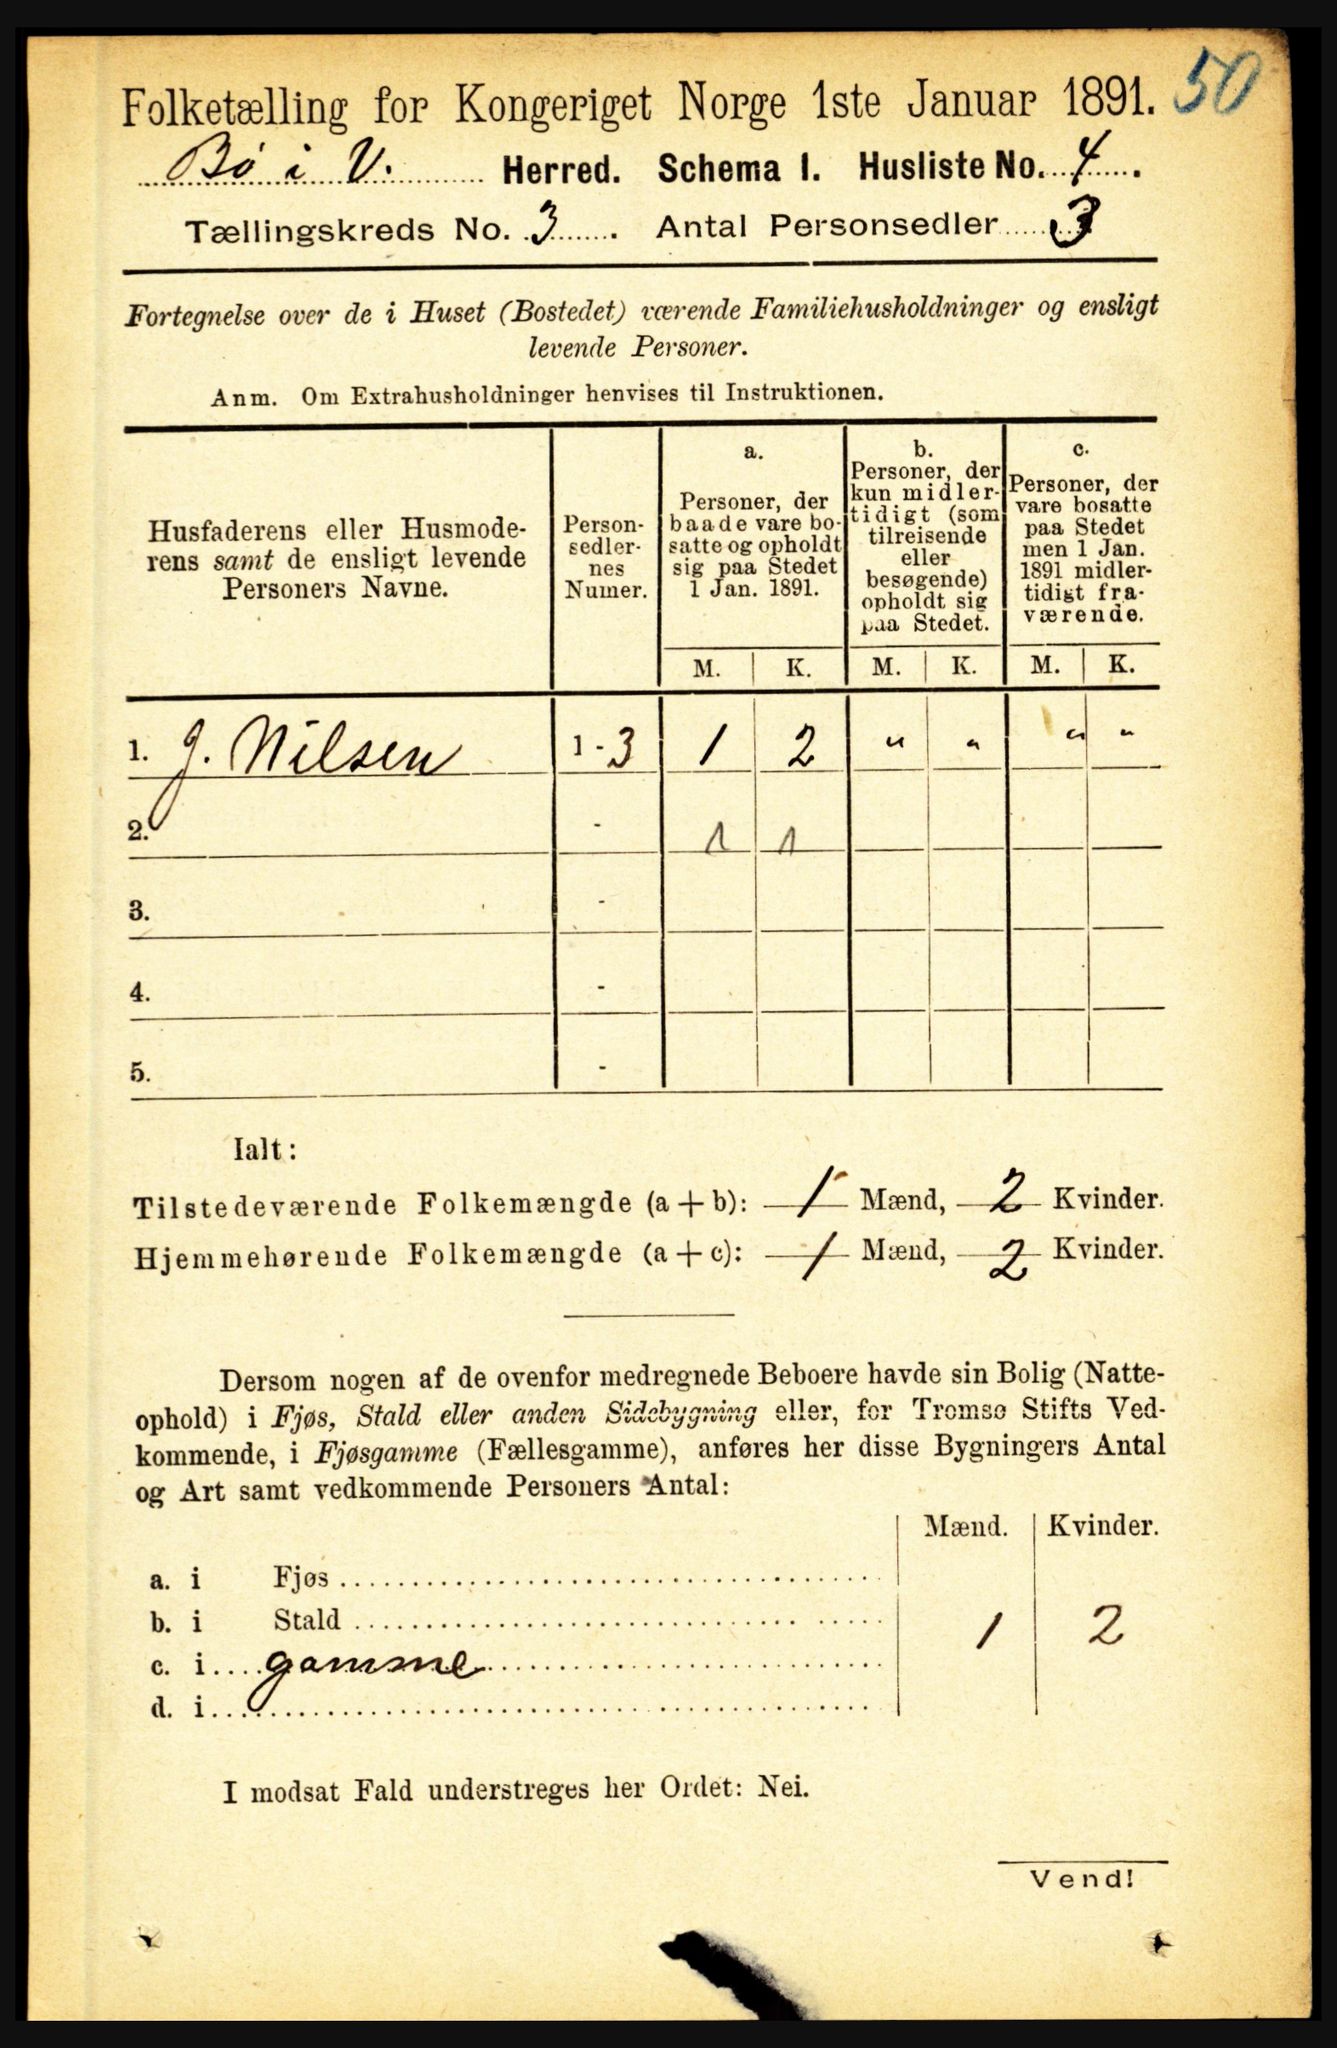 50
Folketælling for Kongeriget Norge 1ste Januar 1891.
Bø i V. Herred. Schema I. Husliste No. 4.
Tællingskreds No. 3. Antal Personsedler 3
Fortegnelse over de i Huset (Bostedet) værende Familiehusholdninger og ensligt
levende Personer.
Anm. Om Extrahusholdninger henvises til Instruktionen.
Husfaderens eller Husmode-
rens samt de ensligt levende
Personers Navne.
Person-
sedler-
nes
Numer.
a.
Personer, der
baade vare bo-
satte og opholdt
sig paa Stedet
1 Jan. 1891.
b.
Personer, der
kun midler-
tidigt (som
tilreisende
eller
besøgende)
opholdt sig
paa Stedet.
c.
Personer, der
vare bosatte
paa Stedet
men 1 Jan.
1891 midler-
tidigt fra-
værende.
M. K. M. K. M. K.
1. J. Nilsen 1 - 3 1 2 " " " "
2. - 1 1
3. -
4. -
5. -
Ialt:
Tilstedeværende Folkemængde (a + b): 1 Mænd, 2 Kvinder.
Hjemmehørende Folkemængde (a + c): 1 Mænd, 2 Kvinder.
Dersom nogen af de ovenfor medregnede Beboere havde sin Bolig (Natte-
ophold) i Fjøs, Stald eller anden Sidebygning eller, for Tromsø Stifts Ved-
kommende, i Fjøsgamme (Fællesgamme), anføres her disse Bygningers Antal
og Art samt vedkommende Personers Antal:
Mænd. Kvinder.
a. i Fjøs
b. i Stald 1 2
c. i gamme
d. i
I modsat Fald understreges her Ordet: Nei.
Vend!